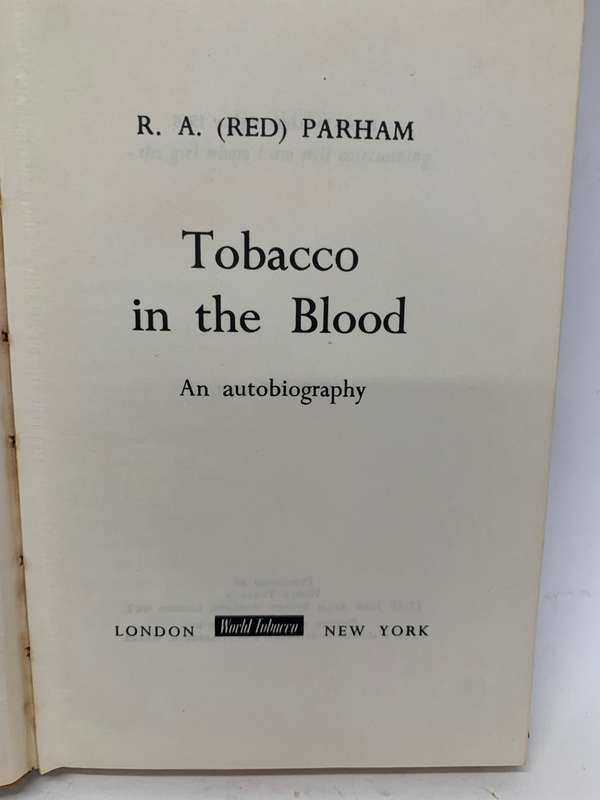 R. A. (RED) PARHAM
Tobacco
in the Blood
An autobiography
LONDON World Tobacco NEW YORK